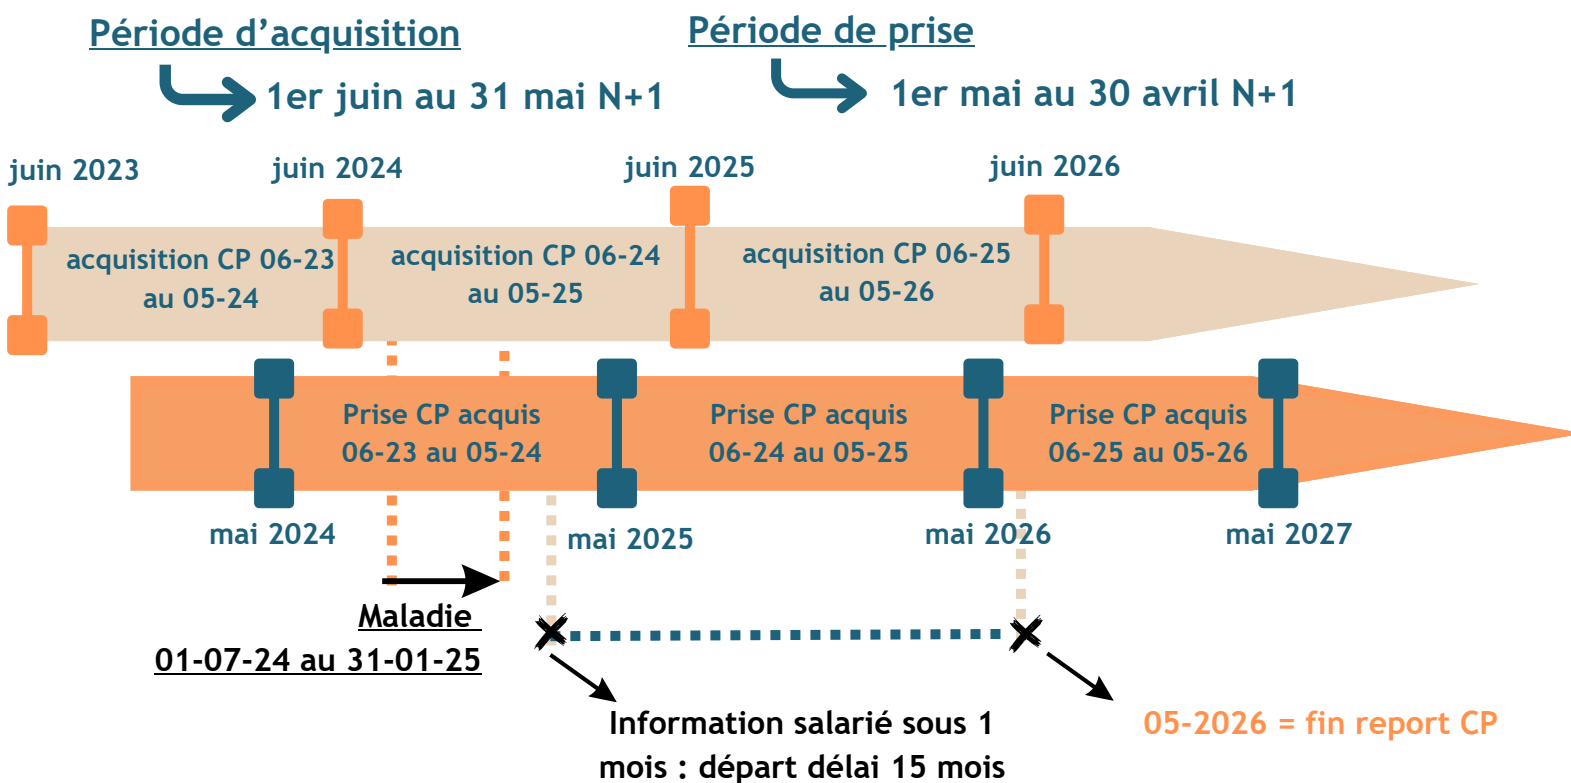 Période d’acquisition
1er juin au 31 mai N+1
Période de prise
1er mai au 30 avril N+1
juin 2023
juin 2024
juin 2025
juin 2026
acquisition CP 06-23
au 05-24
acquisition CP 06-24
au 05-25
acquisition CP 06-25
au 05-26
Prise CP acquis
06-23 au 05-24
Prise CP acquis
06-24 au 05-25
Prise CP acquis
06-25 au 05-26
mai 2024
mai 2025
mai 2026
mai 2027
Maladie
01-07-24 au 31-01-25
Information salarié sous 1
mois : départ délai 15 mois
05-2026 = fin report CP